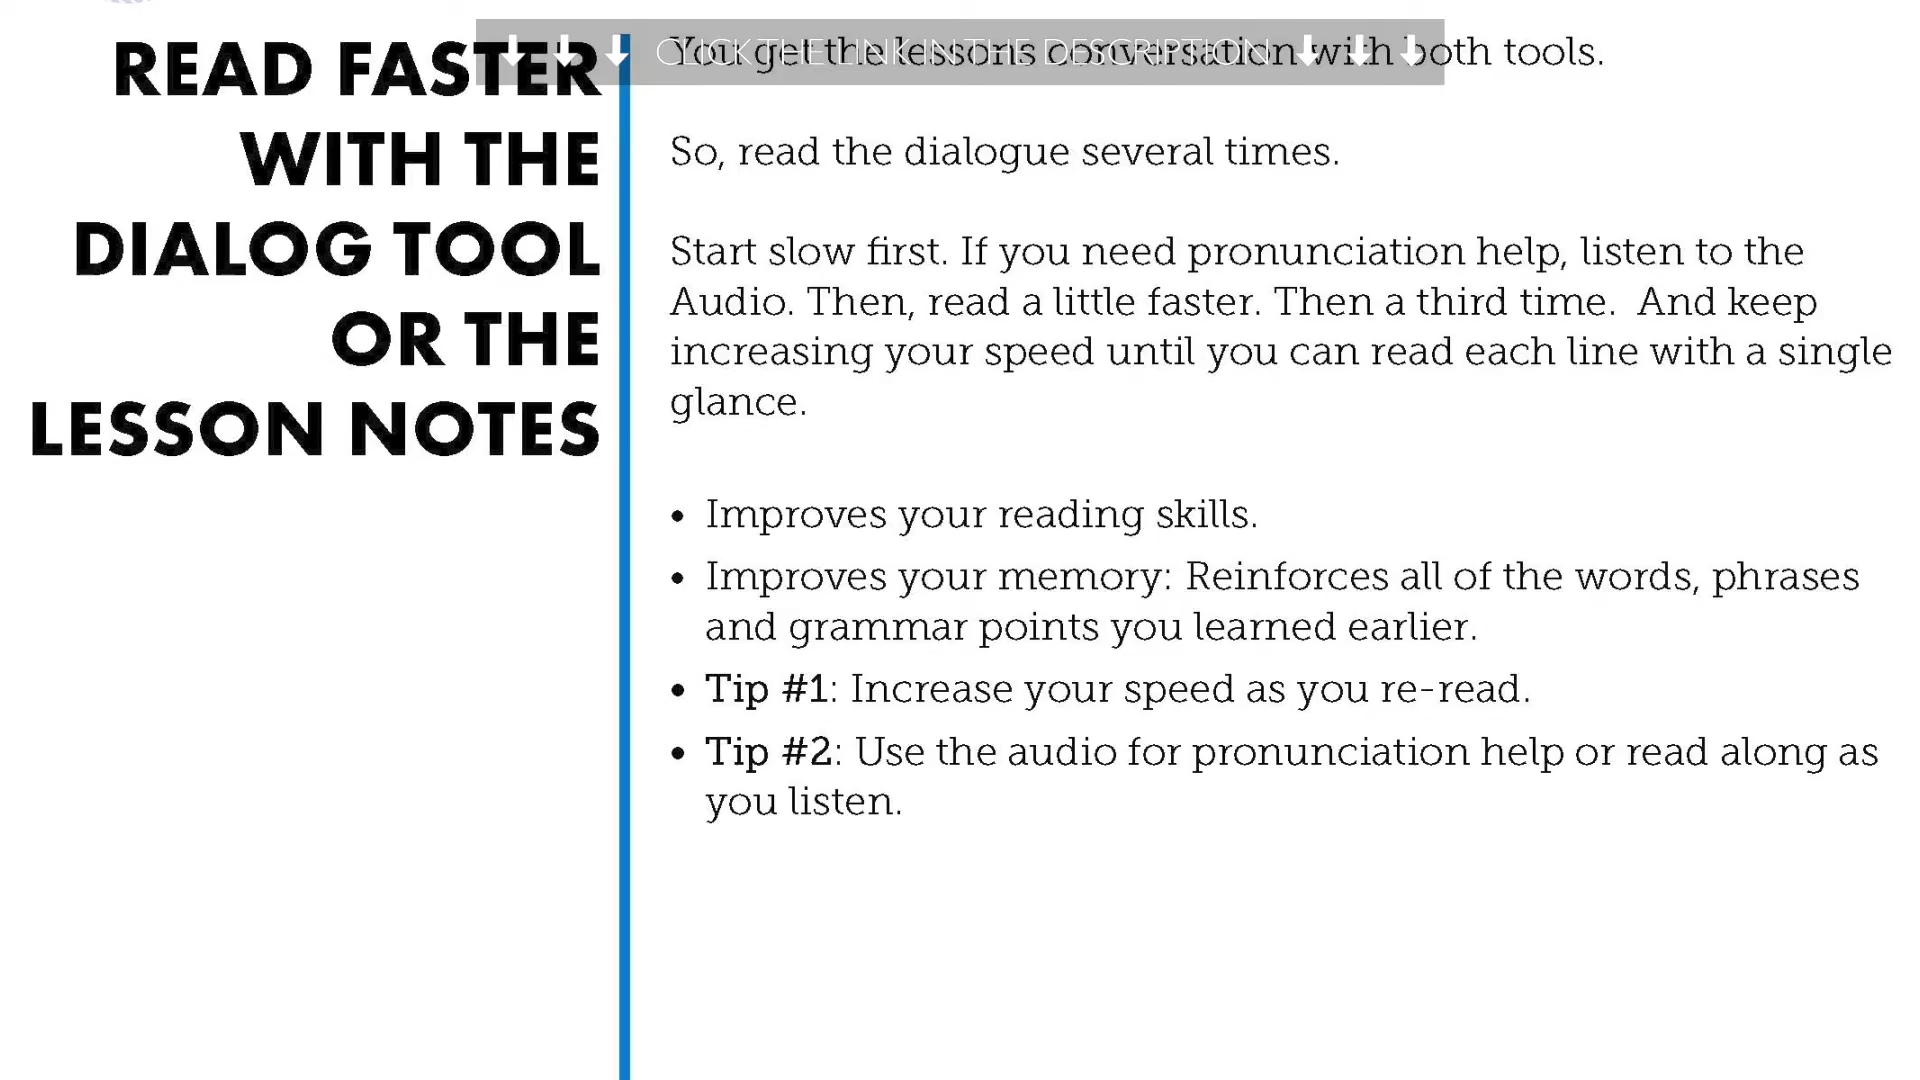 READ FASTER
WITH THE
DIALOG TOOL
OR THE
LESSON NOTES
CLICK THE LINK IN THE DESCRIPTION
You get the lessons conversation with both tools.
So, read the dialogue several times.
Start slow first. If you need pronunciation help, listen to the
Audio. Then, read a little faster. Then a third time. And keep
increasing your speed until you can read each line with a single
glance.
• Improves your reading skills.
• Improves your memory: Reinforces all of the words, phrases
and grammar points you learned earlier.
• Tip #1: Increase your speed as you re-read.
• Tip #2: Use the audio for pronunciation help or read along as
you listen.